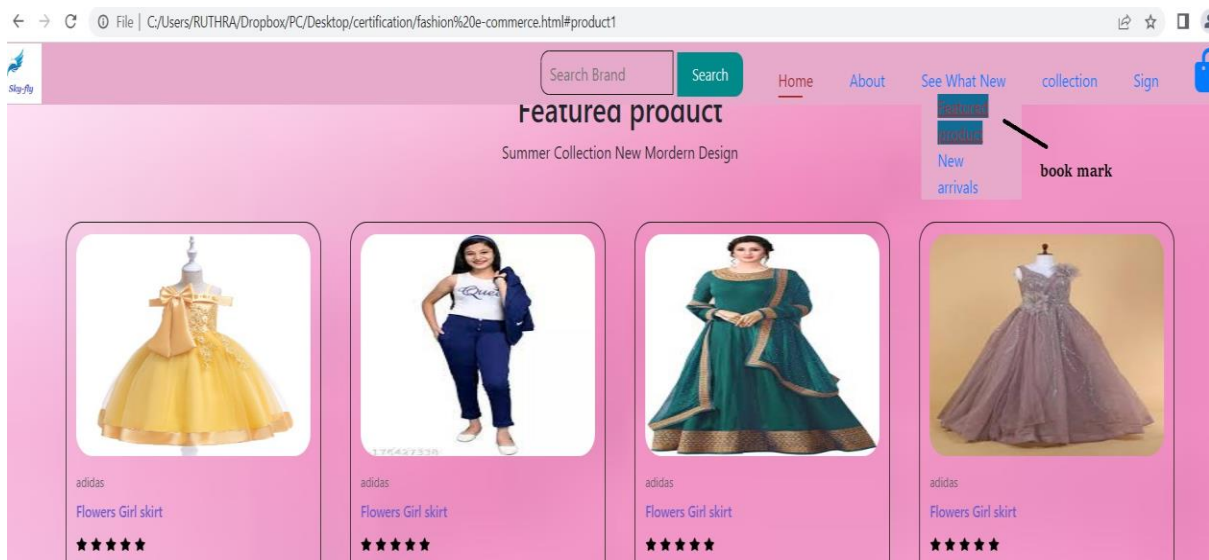 File | C:/Users/RUTHRA/Dropbox/PC/Desktop/certification/fashion%20e-commerce.html#product1
Sky-fly
Search Brand
Search
Home
About
See What New
collection
Sign
Featured
product
New
arrivals
book mark
Featured product
Summer Collection New Mordern Design
Que
176427338
adidas
adidas
adidas
adidas
Flowers Girl skirt
Flowers Girl skirt
Flowers Girl skirt
Flowers Girl skirt